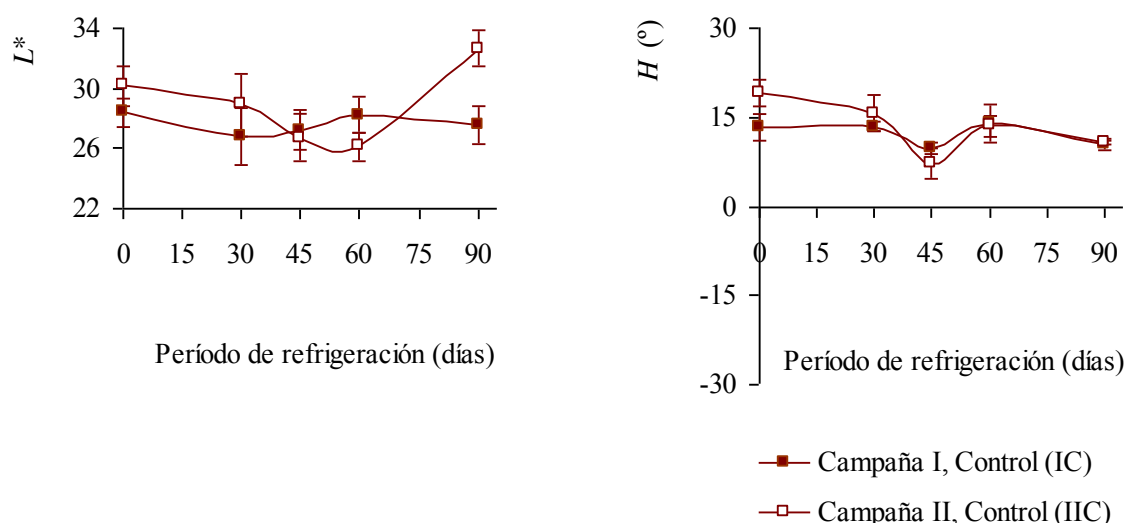 L*
34
30
26
22
0 15 30 45 60 75 90
Período de refrigeración (días)
H (º)
30
15
0
-15
-30
0 15 30 45 60 75 90
Período de refrigeración (días)
Campaña I, Control (IC)
Campaña II, Control (IIC)